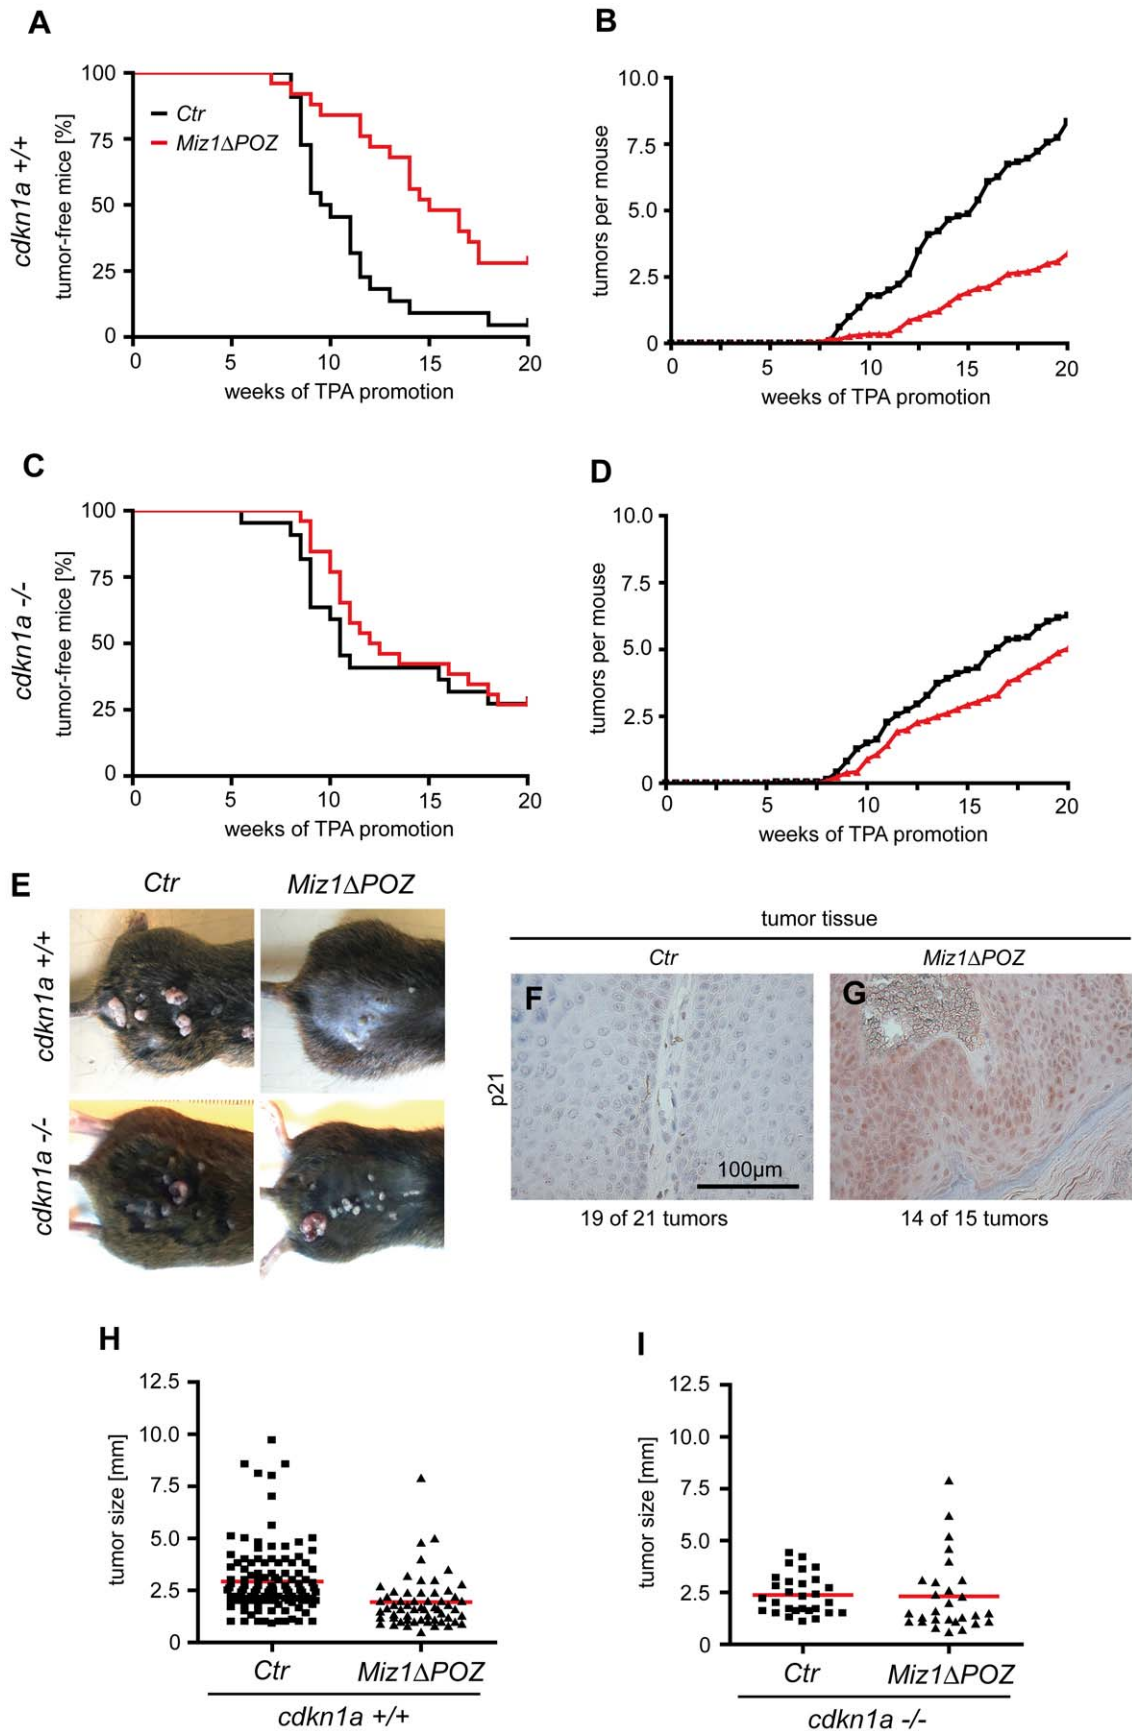 A
cdkn1a +/+
tumor-free mice [%]
100
75
50
25
0
Ctr
Miz1ΔPOZ
0 5 10 15 20
weeks of TPA promotion
B
tumors per mouse
10.0
7.5
5.0
2.5
0
0 5 10 15 20
weeks of TPA promotion
C
cdkn1a -/-
tumor-free mice [%]
100
75
50
25
0
0 5 10 15 20
weeks of TPA promotion
D
tumors per mouse
10.0
7.5
5.0
2.5
0
0 5 10 15 20
weeks of TPA promotion
E
Ctr Miz1ΔPOZ
cdkn1a +/+
cdkn1a -/-
tumor tissue
Ctr Miz1ΔPOZ
p21
F
100µm
G
19 of 21 tumors 14 of 15 tumors
H
tumor size [mm]
12.5
10.0
7.5
5.0
2.5
0
Ctr Miz1ΔPOZ
cdkn1a +/+
I
tumor size [mm]
12.5
10.0
7.5
5.0
2.5
0
Ctr Miz1ΔPOZ
cdkn1a -/-